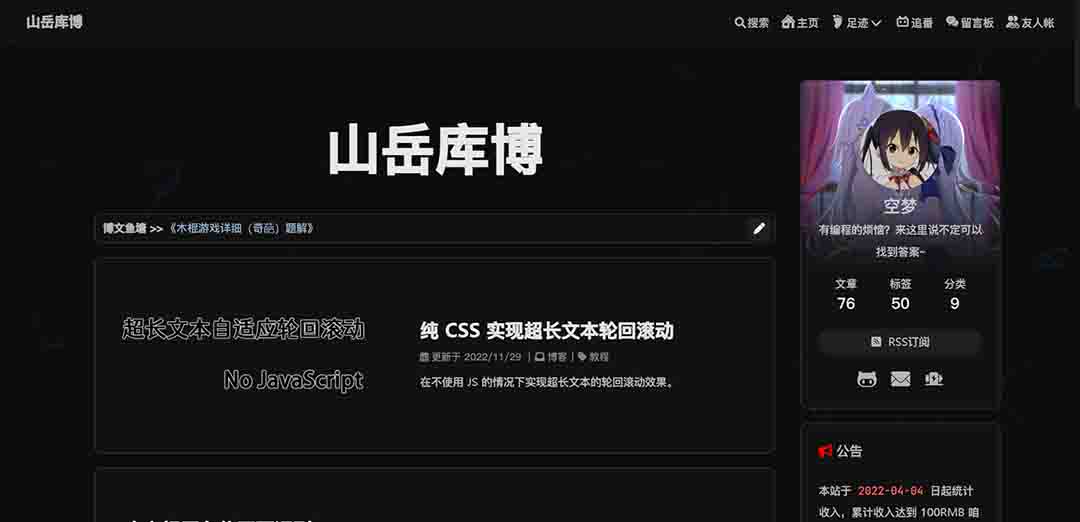 山岳库博
搜索 主页 足迹 追番 留言板 友人帐
山岳库博
博文鱼塘 >> 《木框游戏详细（奇葩）题解》
超长文本自适应轮回滚动
No JavaScript
纯 CSS 实现超长文本轮回滚动
更新于 2022/11/29 | 博客 | 教程
在不使用 JS 的情况下实现超长文本的轮回滚动效果。
空梦
有编程的烦恼？来这里说不定可以
找到答案~
文章 标签 分类
76 50 9
RSS订阅
公告
本站于 2022-04-04 日起统计
收入，累计收入达到 100RMB 咱